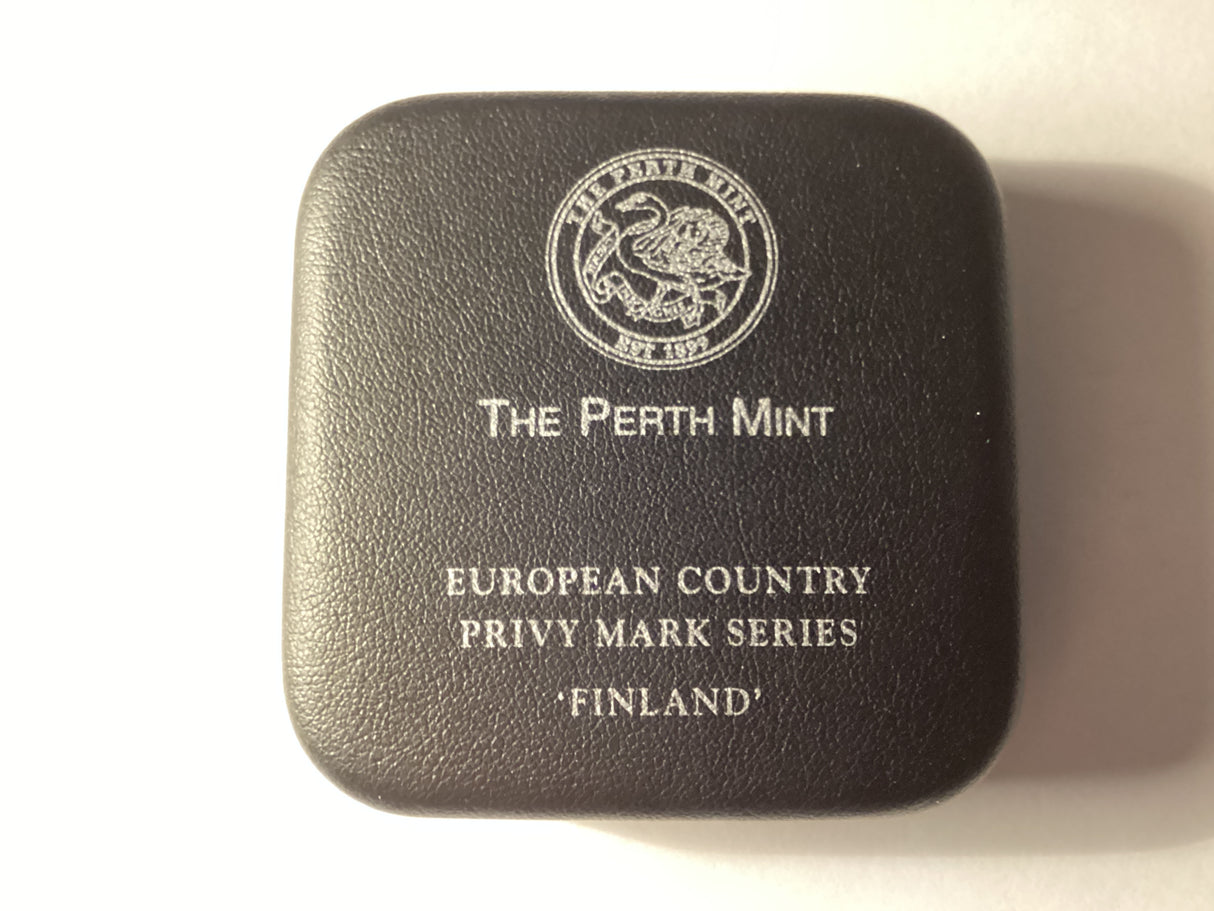 THE PERTH MINT
EST 1899
THE PERTH MINT
EUROPEAN COUNTRY
PRIVY MARK SERIES
‘FINLAND’